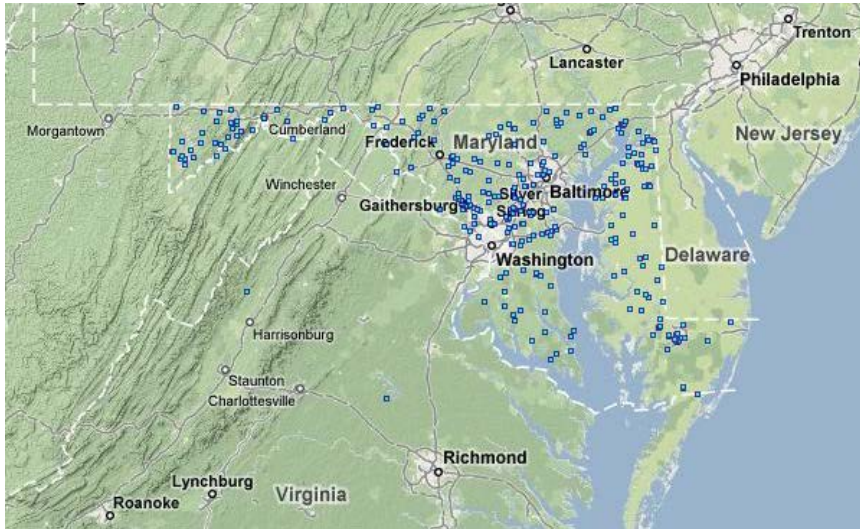 Trenton
Lancaster
Philadelphia
Morgantown
Cumberland
New Jersey
Frederick
Maryland
Winchester
Silver
Spring
Baltimore
Gaithersburg
Washington
Delaware
Harrisonburg
Staunton
Charlottesville
Richmond
Lynchburg
Virginia
Roanoke